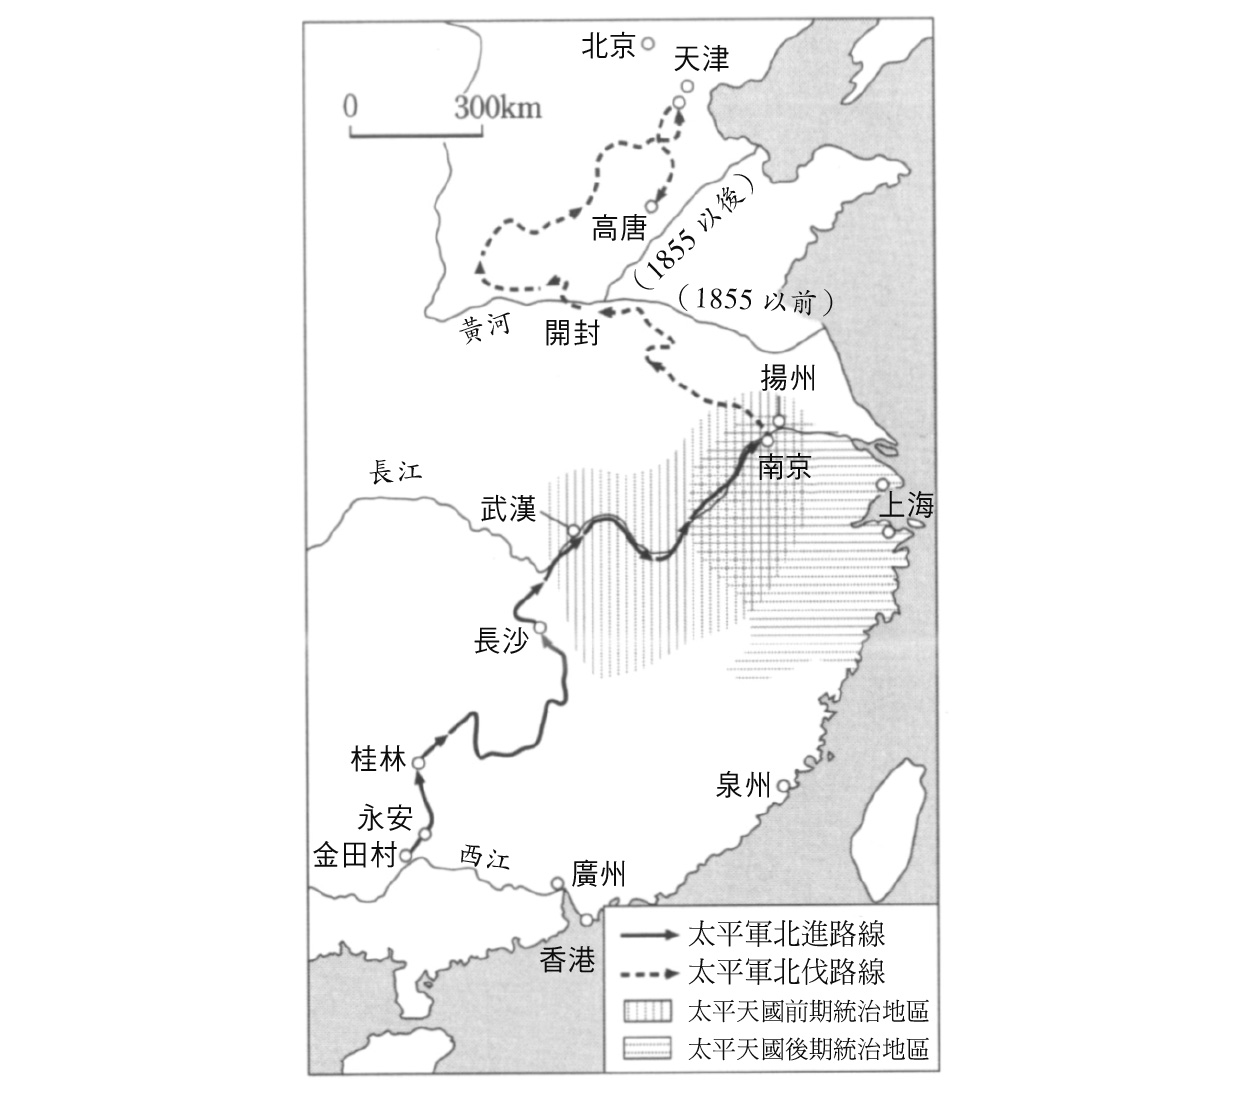 北京
天津
0 300km
高唐
(1855 以後)
(1855 以前)
黃河
開封
揚州
南京
長江
武漢
上海
長沙
桂林
泉州
永安
金田村
西江
廣州
香港
太平軍北進路線
太平軍北伐路線
太平天國前期統治地區
太平天國後期統治地區